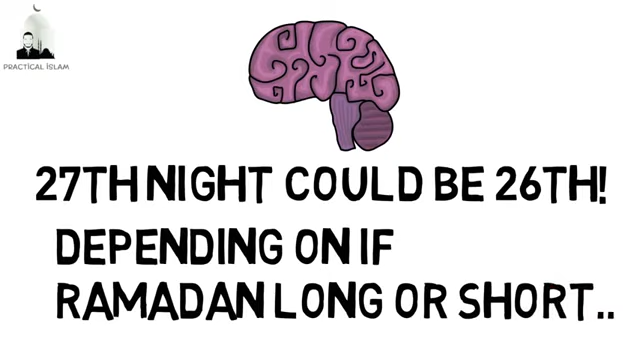 PRACTICAL iSLAM
27TH NIGHT COULD BE 26TH!
DEPENDING ON IF
RAMADAN LONG OR SHORT..